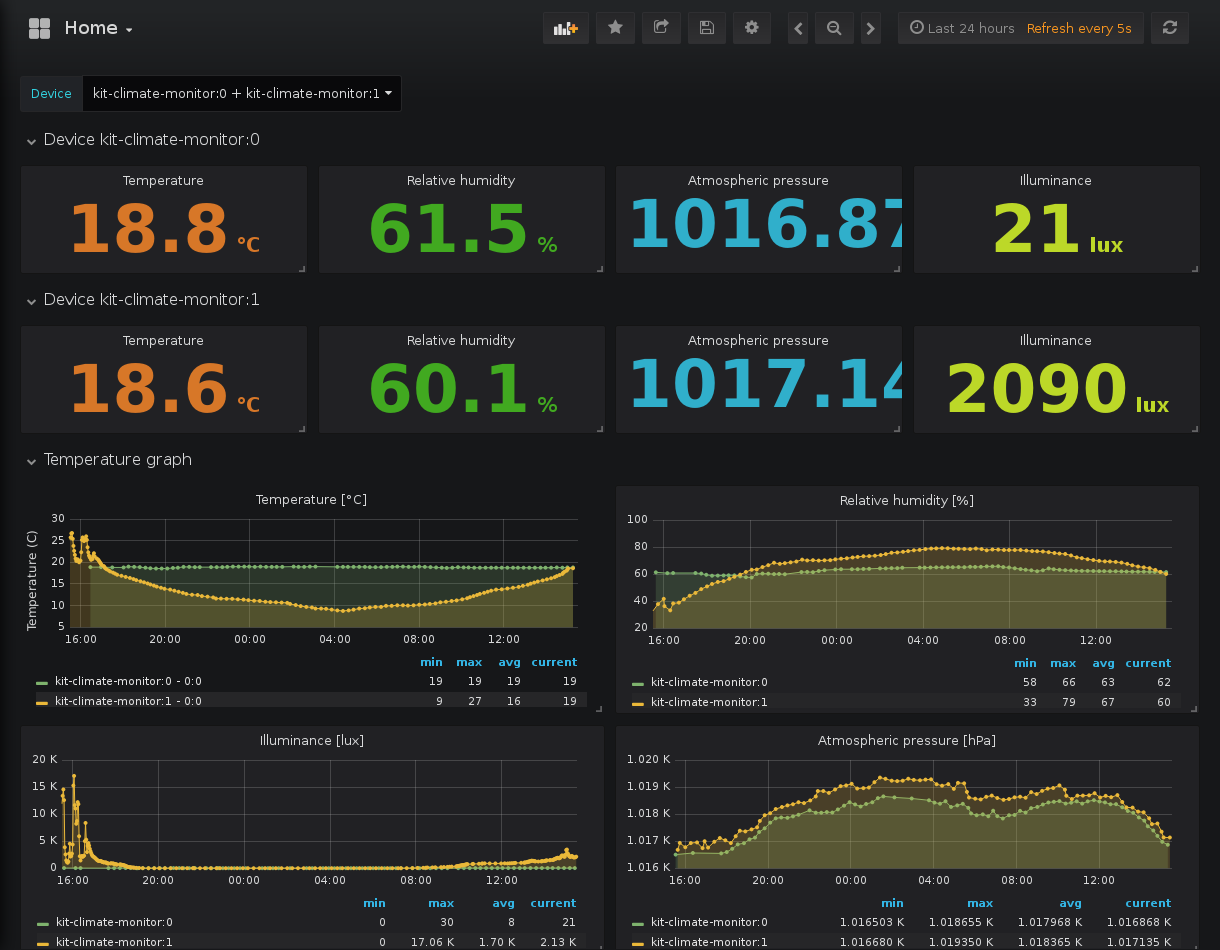 Home
Last 24 hours Refresh every 5s
Device kit-climate-monitor:0 + kit-climate-monitor:1
Device kit-climate-monitor:0
Temperature Relative humidity Atmospheric pressure Illuminance
18.8 °C 61.5 % 1016.87 21 lux
Device kit-climate-monitor:1
Temperature Relative humidity Atmospheric pressure Illuminance
18.6 °C 60.1 % 1017.14 2090 lux
Temperature graph
Temperature [°C]
Temperature (C)
30
25
20
15
10
5
16:00 20:00 00:00 04:00 08:00 12:00
min max avg current
kit-climate-monitor:0 - 0:0 19 19 19 19
kit-climate-monitor:1 - 0:0 9 27 16 19
Relative humidity [%]
100
80
60
40
20
16:00 20:00 00:00 04:00 08:00 12:00
min max avg current
kit-climate-monitor:0 58 66 63 62
kit-climate-monitor:1 33 79 67 60
Illuminance [lux]
20 K
15 K
10 K
5 K
0
16:00 20:00 00:00 04:00 08:00 12:00
min max avg current
kit-climate-monitor:0 0 30 8 21
kit-climate-monitor:1 0 17.06 K 1.70 K 2.13 K
Atmospheric pressure [hPa]
1.020 K
1.019 K
1.018 K
1.017 K
1.016 K
16:00 20:00 00:00 04:00 08:00 12:00
min max avg current
kit-climate-monitor:0 1.016503 K 1.018655 K 1.017968 K 1.016868 K
kit-climate-monitor:1 1.016680 K 1.019350 K 1.018365 K 1.017135 K